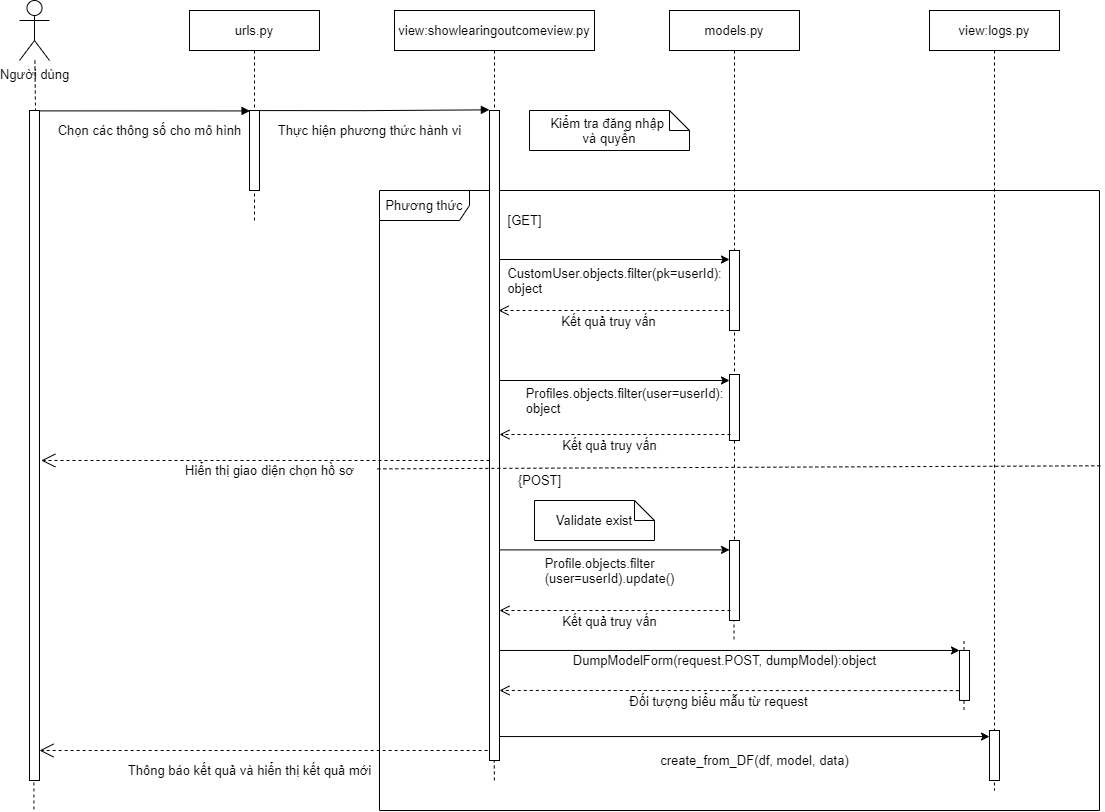 urls.py
view:showlearingoutcomeview.py
models.py
view:logs.py
Người dùng
Chọn các thông số cho mô hình
Thực hiện phương thức hành vi
Kiểm tra đăng nhập
và quyền
Phương thức
[GET]
CustomUser.objects.filter(pk=userId):
object
Kết quả truy vấn
Profiles.objects.filter(user=userId):
object
Kết quả truy vấn
Hiển thị giao diện chọn hồ sơ
{POST]
Validate exist
Profile.objects.filter
(user=userId).update()
Kết quả truy vấn
DumpModelForm(request.POST, dumpModel):object
Đối tượng biểu mẫu từ request
create_from_DF(df, model, data)
Thông báo kết quả và hiển thị kết quả mới